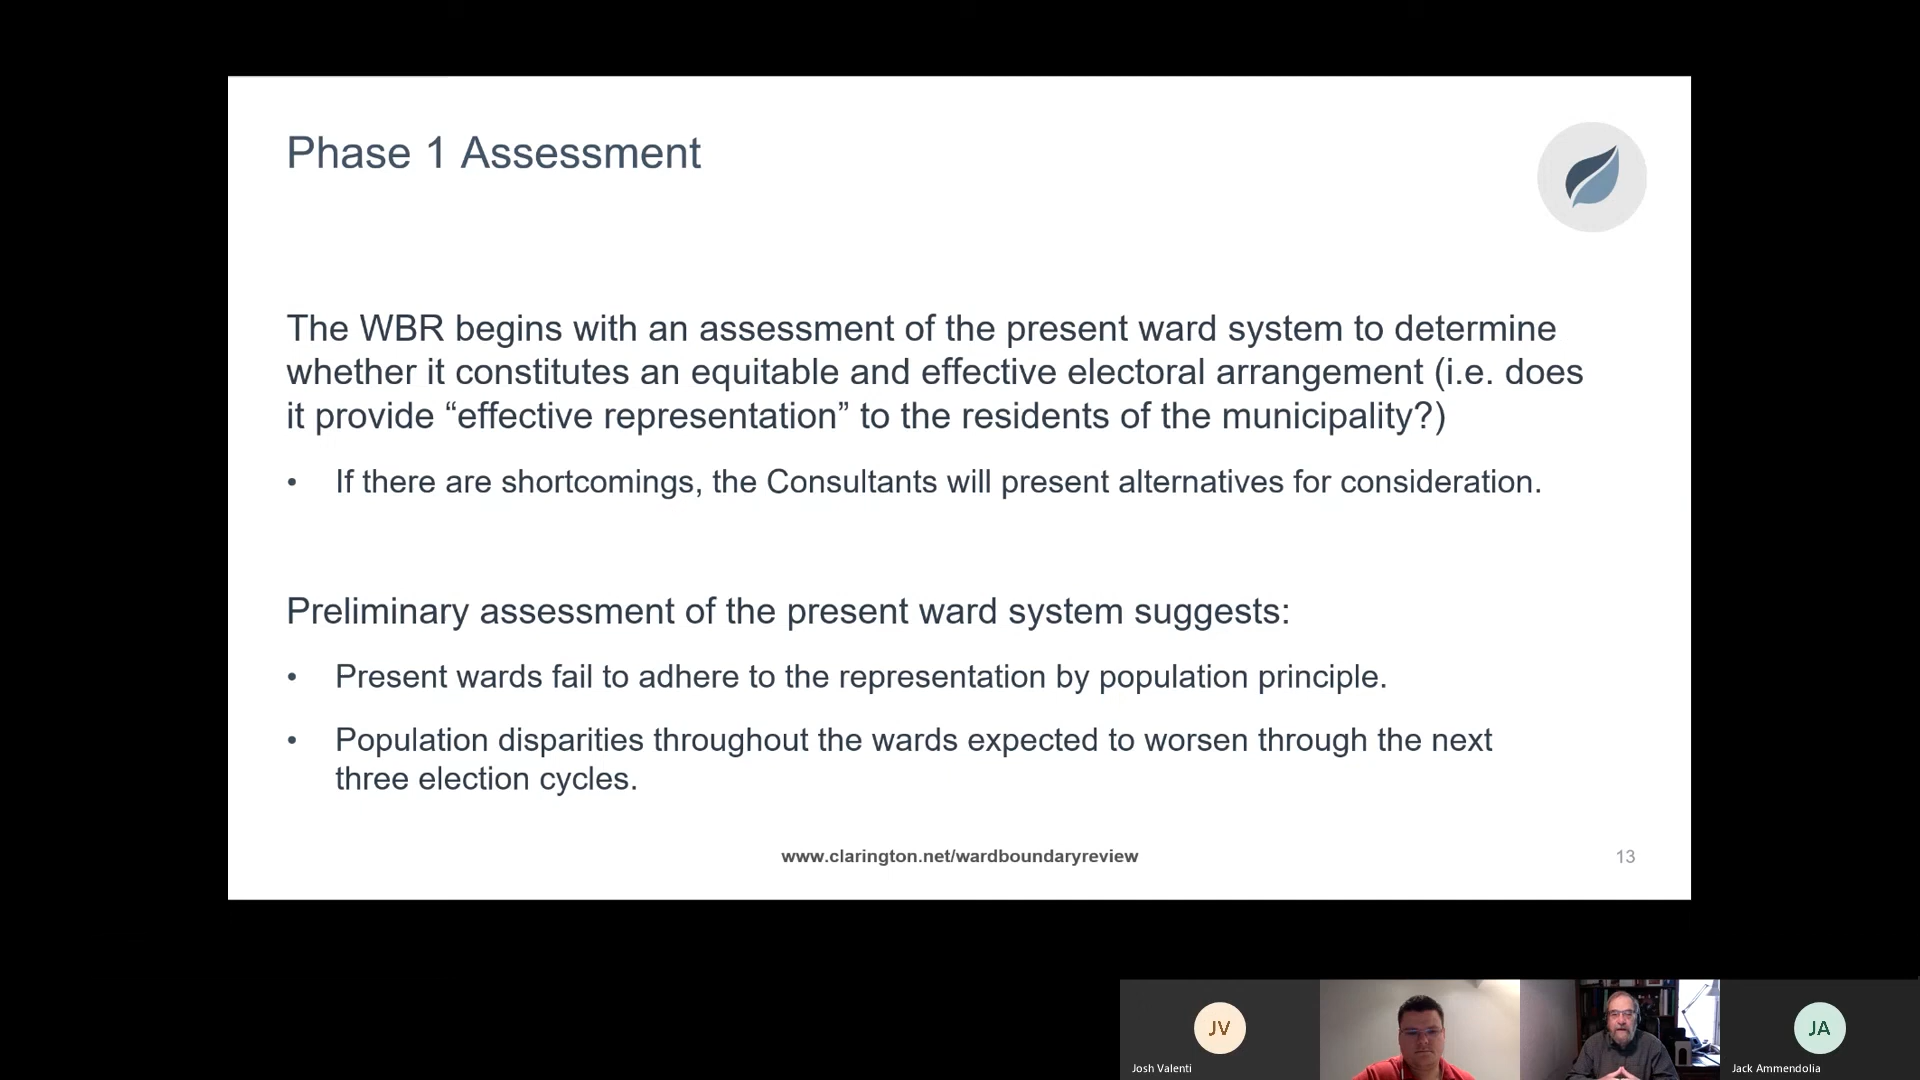 Phase 1 Assessment
The WBR begins with an assessment of the present ward system to determine
whether it constitutes an equitable and effective electoral arrangement (i.e. does
it provide “effective representation” to the residents of the municipality?)
• If there are shortcomings, the Consultants will present alternatives for consideration.
Preliminary assessment of the present ward system suggests:
• Present wards fail to adhere to the representation by population principle.
• Population disparities throughout the wards expected to worsen through the next
three election cycles.
www.clarington.net/wardboundaryreview
13
JV
Josh Valenti
JA
Jack Ammendolia